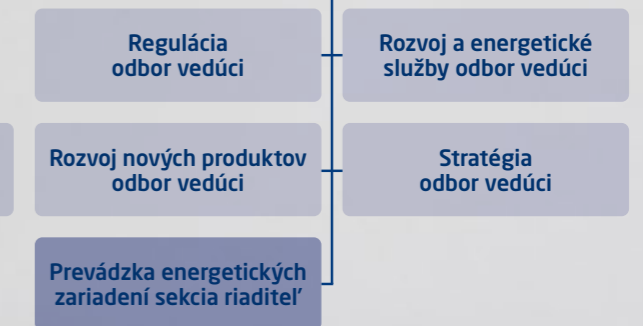 Regulácia
odbor vedúci
Rozvoj a energetické
služby odbor vedúci
Rozvoj nových produktov
odbor vedúci
Stratégia
odbor vedúci
Prevádzka energetických
zariadení sekcia riaditeľ